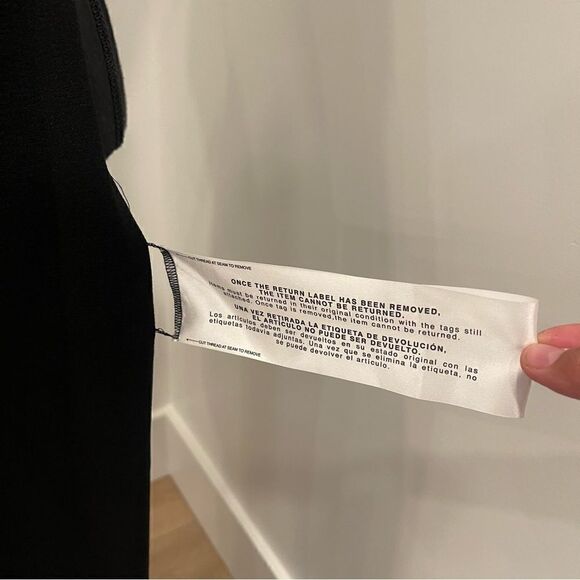 ←CUT THREAD AT SEAM TO REMOVE
ONCE THE RETURN LABEL HAS BEEN REMOVED,
THE ITEM CANNOT BE RETURNED.
Items must be returned in their original condition with the tags still
attached. Once tag is removed,the item cannot be returned.
UNA VEZ RETIRADA LA ETIQUETA DE DEVOLUCIÓN,
EL ARTÍCULO NO PUEDE SER DEVUELTO.
Los artículos deben ser devueltos en su estado original con las
etiquetas todavía adjuntas. Una vez que se elimina la etiqueta, no
se puede devolver el artículo.
←CUT THREAD AT SEAM TO REMOVE